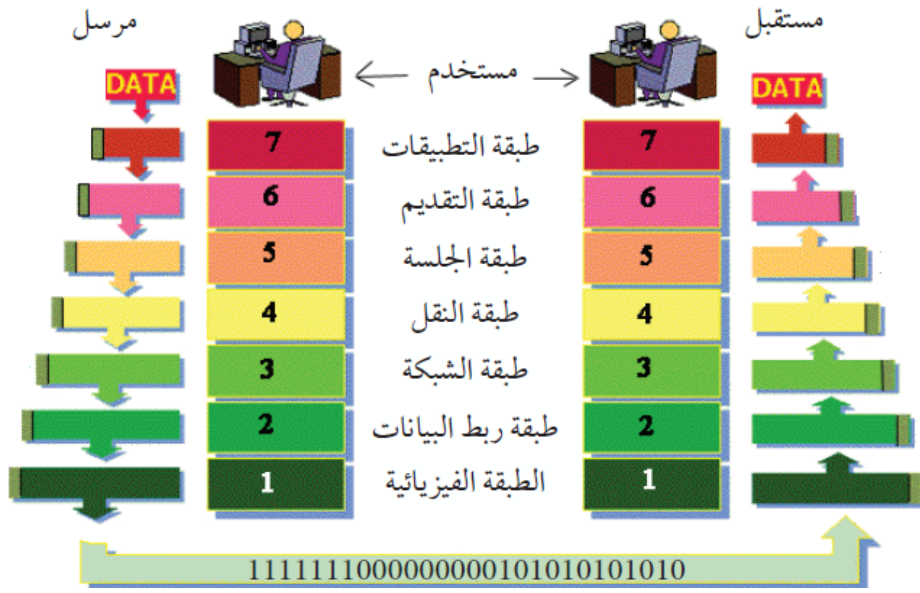 مرسل
مستقبل
مستخدم
DATA
DATA
7 طبقة التطبيقات 7
6 طبقة التقديم 6
5 طبقة الجلسة 5
4 طبقة النقل 4
3 طبقة الشبكة 3
2 طبقة ربط البيانات 2
1 الطبقة الفيزيائية 1
1111111100000000010101010101010